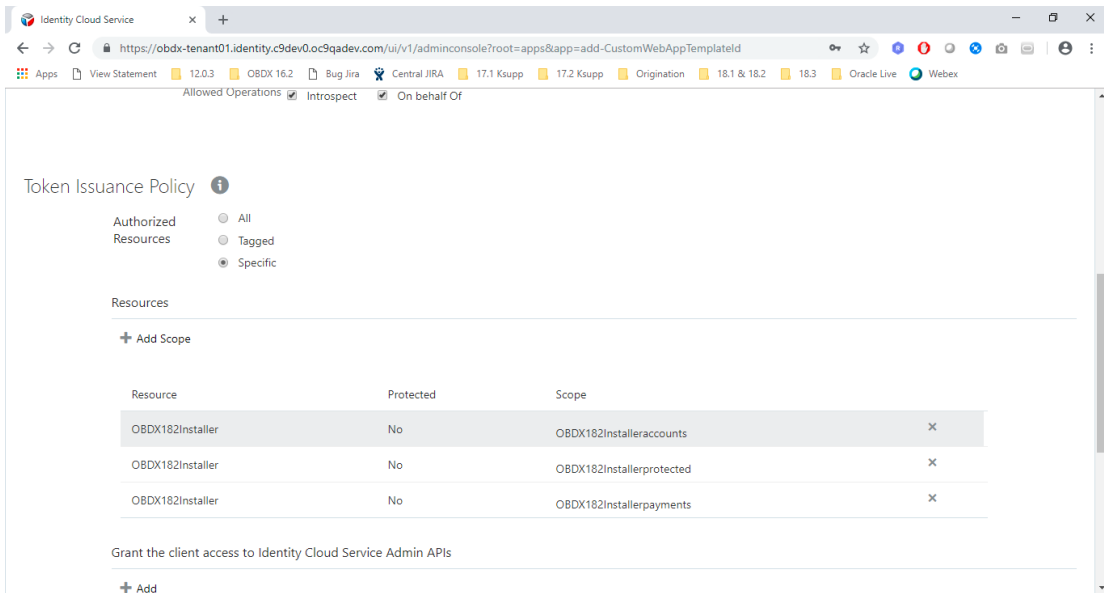 Identity Cloud Service
https://obdx-tenant01.identity.c9dev0.oc9qadev.com/ui/v1/adminconsole?root=apps&app=add-CustomWebAppTemplateId
Apps View Statement 12.0.3 OBDX 16.2 Bug Jira Central JIRA 17.1 Ksupp 17.2 Ksupp Origination 18.1 & 18.2 18.3 Oracle Live Webex
Allowed Operations Introspect On behalf Of
Token Issuance Policy
Authorized Resources
All
Tagged
Specific
Resources
Add Scope
Resource Protected Scope
OBDX182Installer No OBDX182Installeraccounts
OBDX182Installer No OBDX182Installerprotected
OBDX182Installer No OBDX182Installerpayments
Grant the client access to Identity Cloud Service Admin APIs
Add